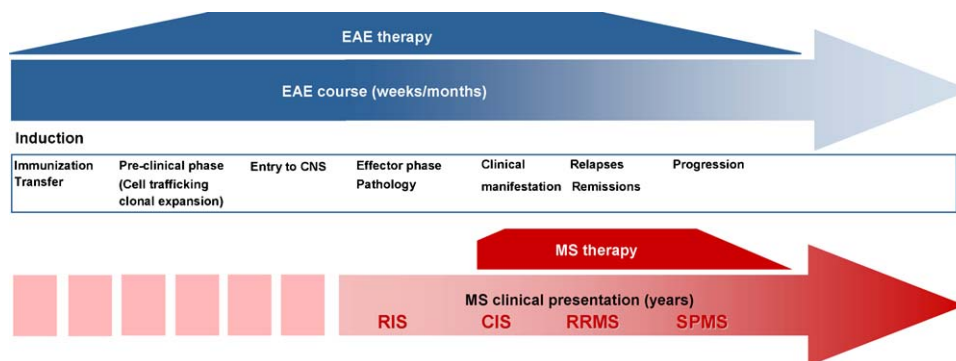 EAE therapy
EAE course (weeks/months)
Induction
Immunization
Transfer
Pre-clinical phase
(Cell trafficking
clonal expansion)
Entry to CNS
Effector phase
Pathology
Clinical
manifestation
Relapses
Remissions
Progression
MS therapy
MS clinical presentation (years)
RIS CIS RRMS SPMS